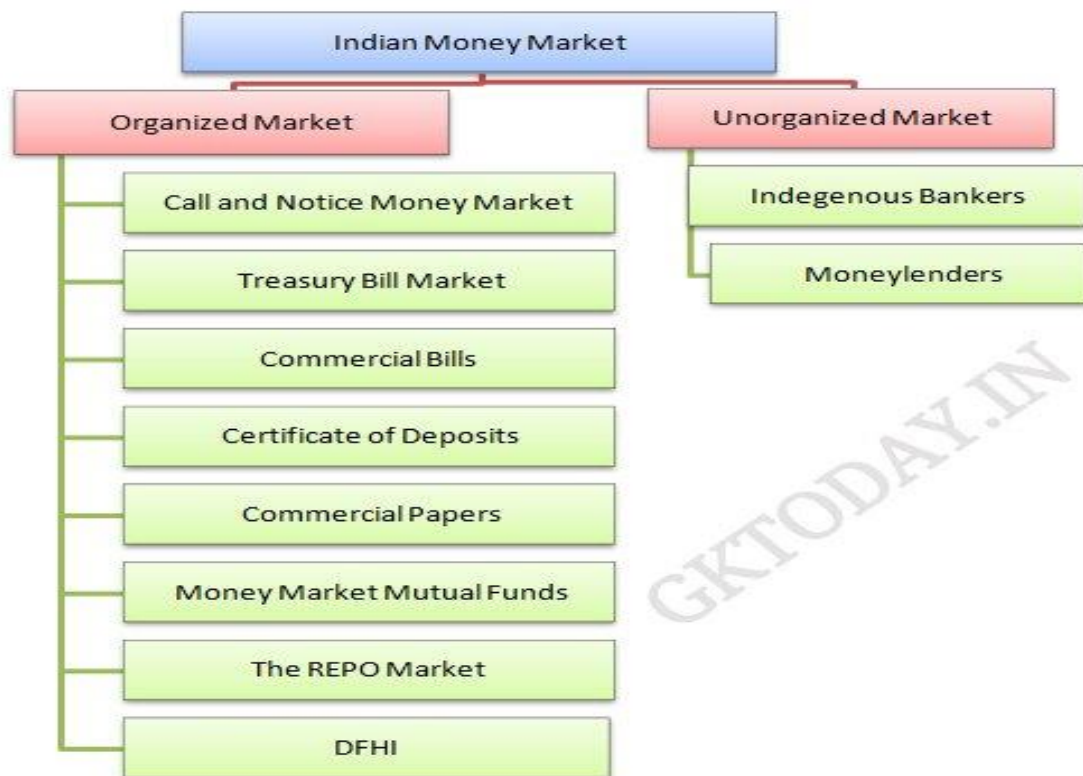 Indian Money Market
Organized Market
Call and Notice Money Market
Treasury Bill Market
Commercial Bills
Certificate of Deposits
Commercial Papers
Money Market Mutual Funds
The REPO Market
DFHI
Unorganized Market
Indegenous Bankers
Moneylenders
GKTODAY.IN